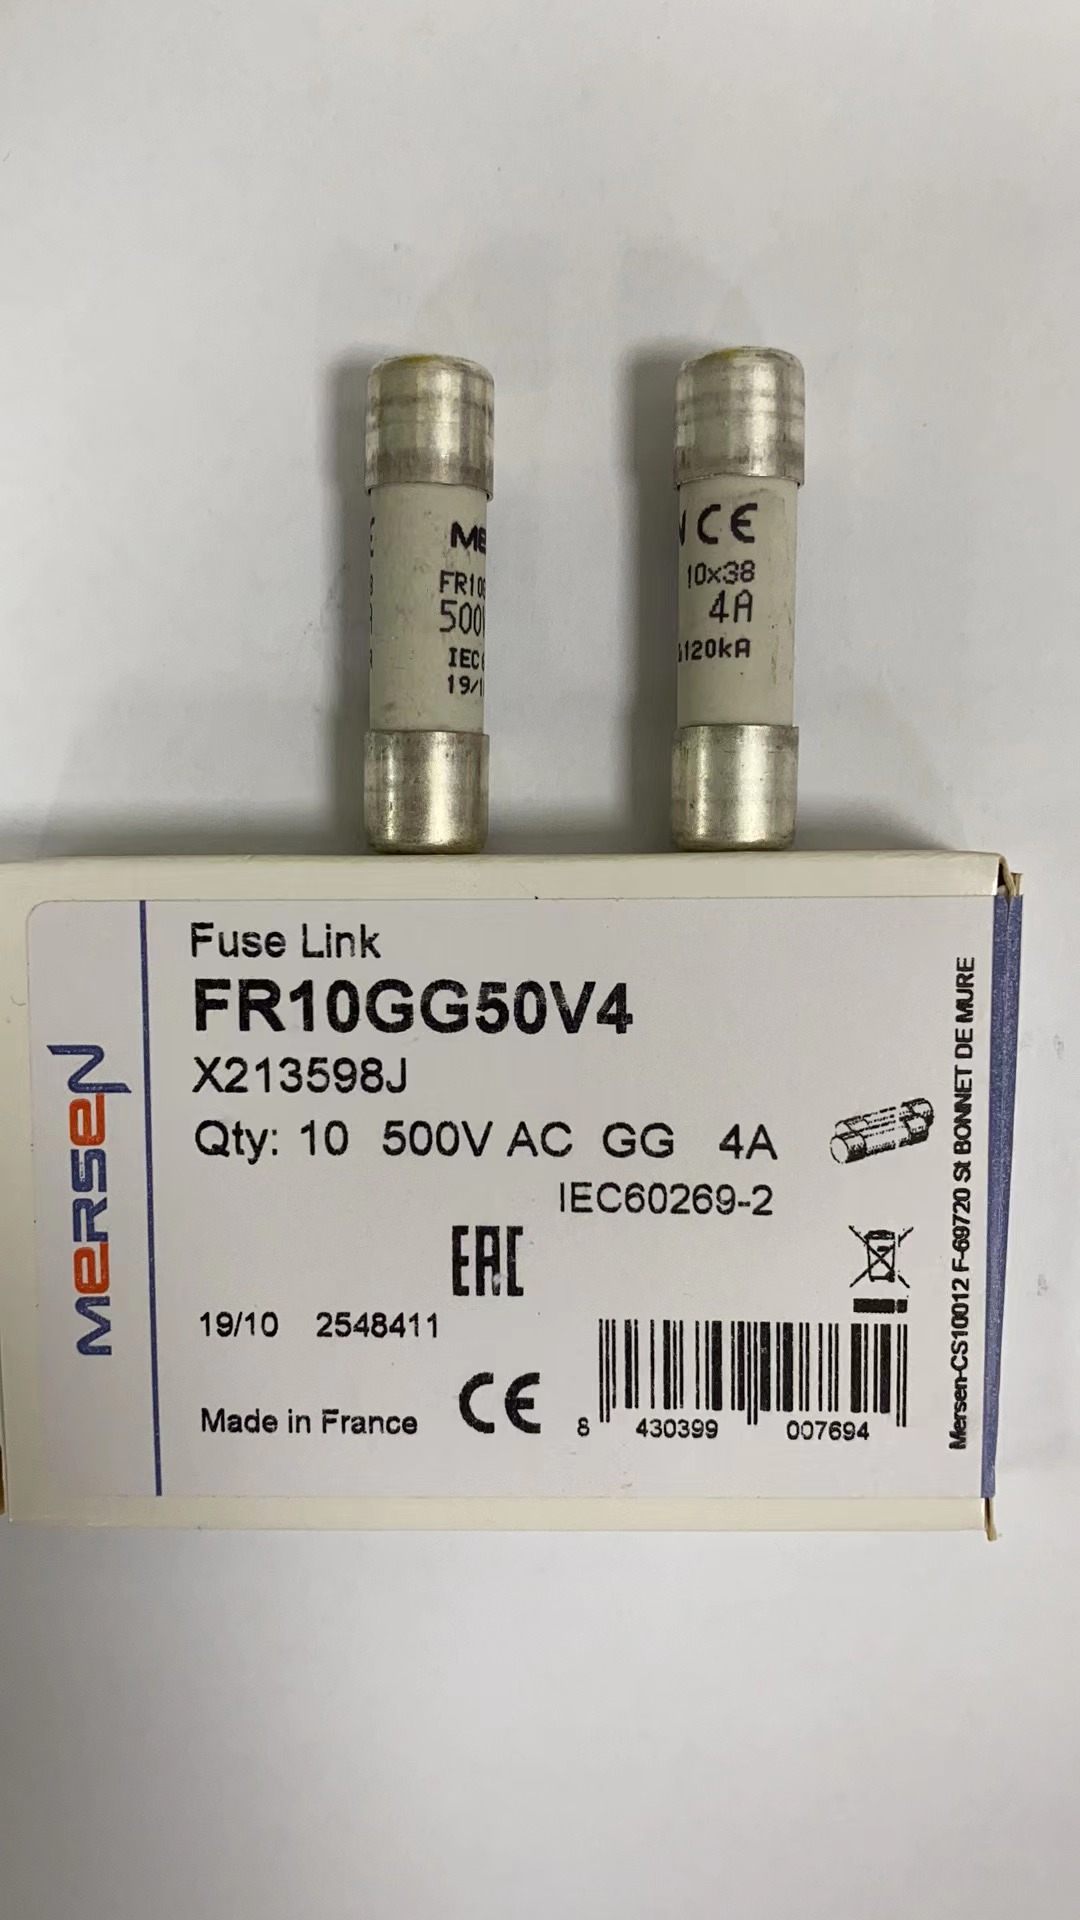 ME
FR10
500
IEC
19/1
CE
10x38
4A
120kA
Fuse Link
FR10GG50V4
X213598J
Qty: 10 500V AC GG 4A
IEC60269-2
EAC
19/10 2548411
Made in France
CE
8 430399 007694
MERSEN
Mersen-CS10012 F-69720 St BONNET DE MURE